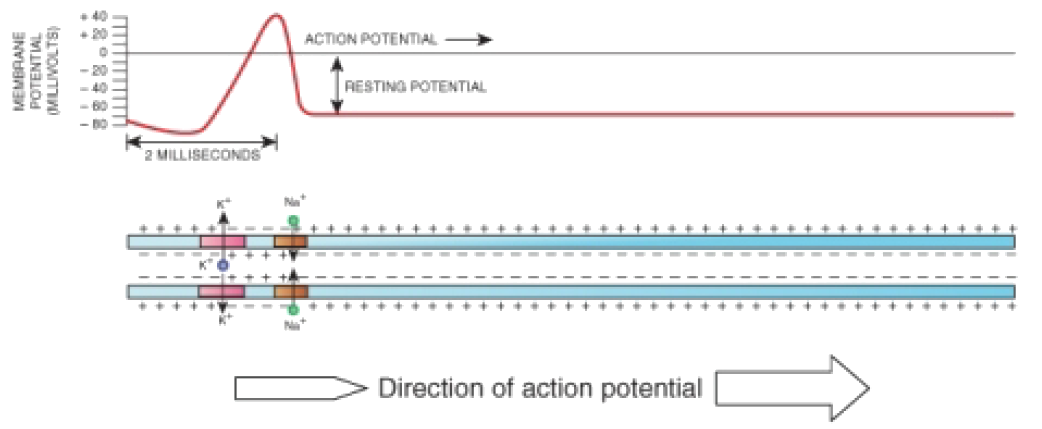 MEMBRANE
POTENTIAL
(MILLIVOLTS)
+ 40
+ 20
0
− 20
− 40
− 60
− 80
ACTION POTENTIAL
RESTING POTENTIAL
2 MILLISECONDS
K⁺ Na⁺
+ + + + + − − − − − + + + + + + + + + + + + + + + + + + + + + + + + + + + + + + + + + +
K⁺
K⁺ Na⁺
Direction of action potential